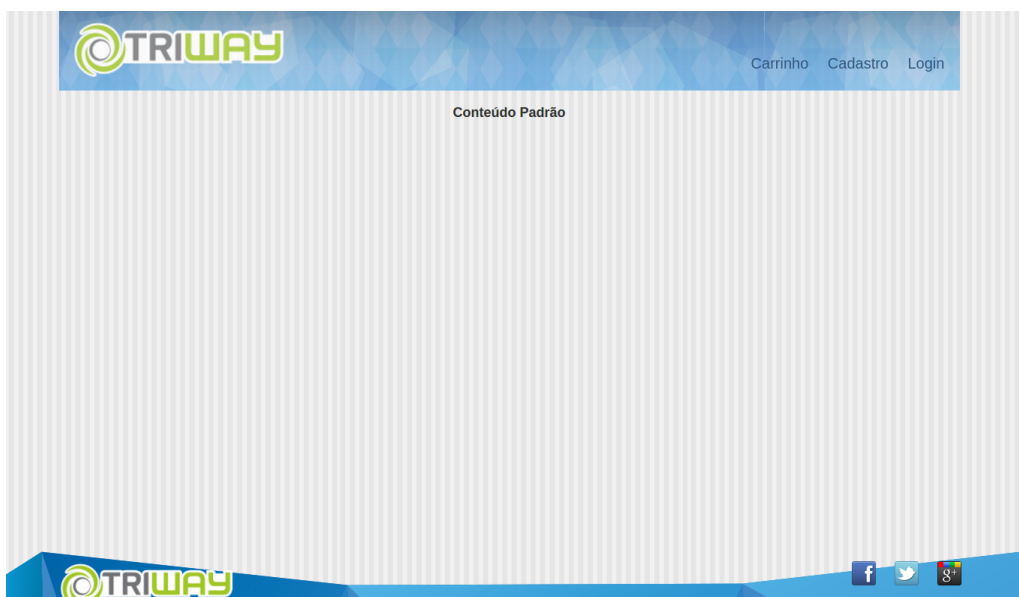 TRIWAY
Carrinho Cadastro Login
Conteúdo Padrão
TRIWAY
f
g+